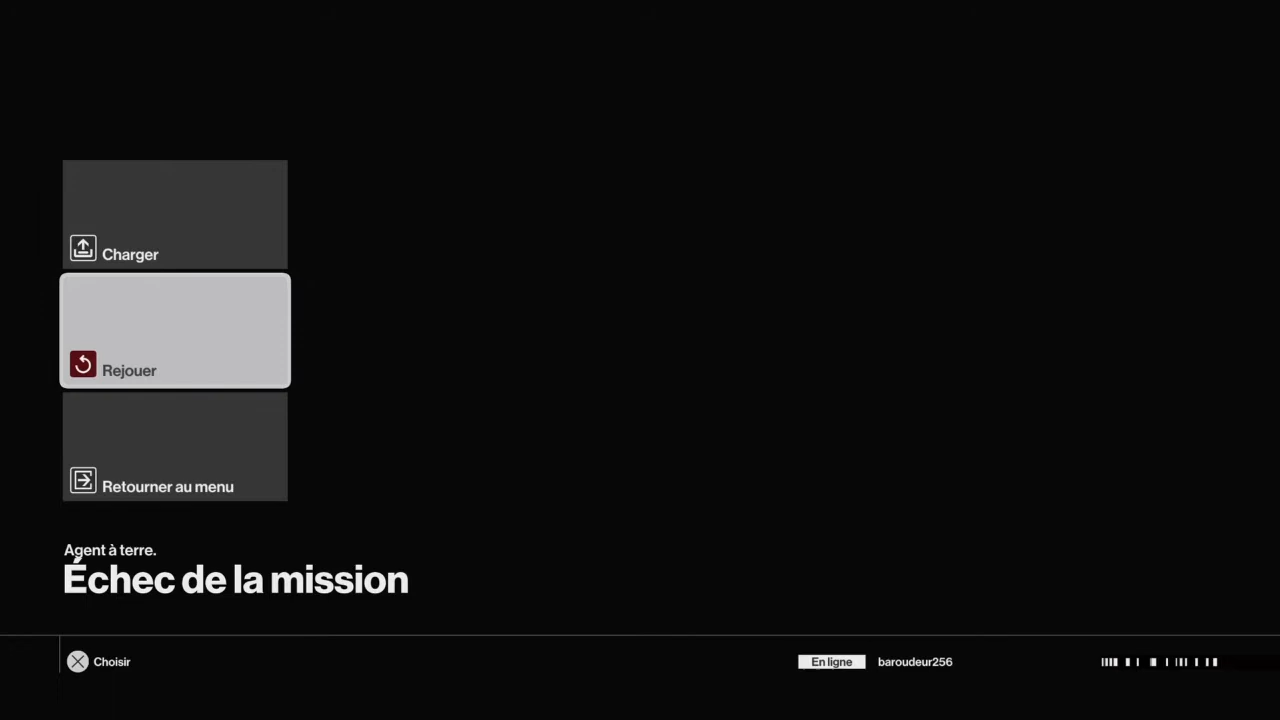 Charger
Rejouer
Retourner au menu
Agent à terre.
Échec de la mission
Choisir
En ligne
baroudeur256